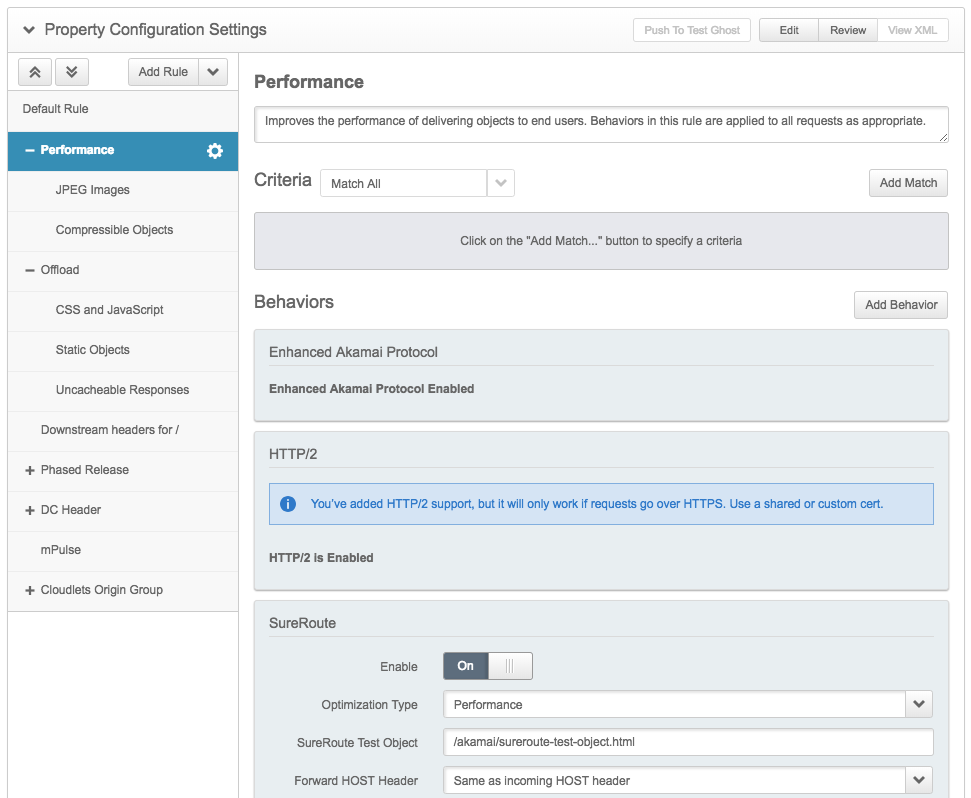 Property Configuration Settings
Push To Test Ghost
Edit
Review
View XML
Add Rule
Default Rule
Performance
JPEG Images
Compressible Objects
Offload
CSS and JavaScript
Static Objects
Uncacheable Responses
Downstream headers for /
Phased Release
DC Header
mPulse
Cloudlets Origin Group
Performance
Improves the performance of delivering objects to end users. Behaviors in this rule are applied to all requests as appropriate.
Criteria
Match All
Add Match
Click on the "Add Match..." button to specify a criteria
Behaviors
Add Behavior
Enhanced Akamai Protocol
Enhanced Akamai Protocol Enabled
HTTP/2
You've added HTTP/2 support, but it will only work if requests go over HTTPS. Use a shared or custom cert.
HTTP/2 is Enabled
SureRoute
Enable On
Optimization Type Performance
SureRoute Test Object /akamai/sureroute-test-object.html
Forward HOST Header Same as incoming HOST header